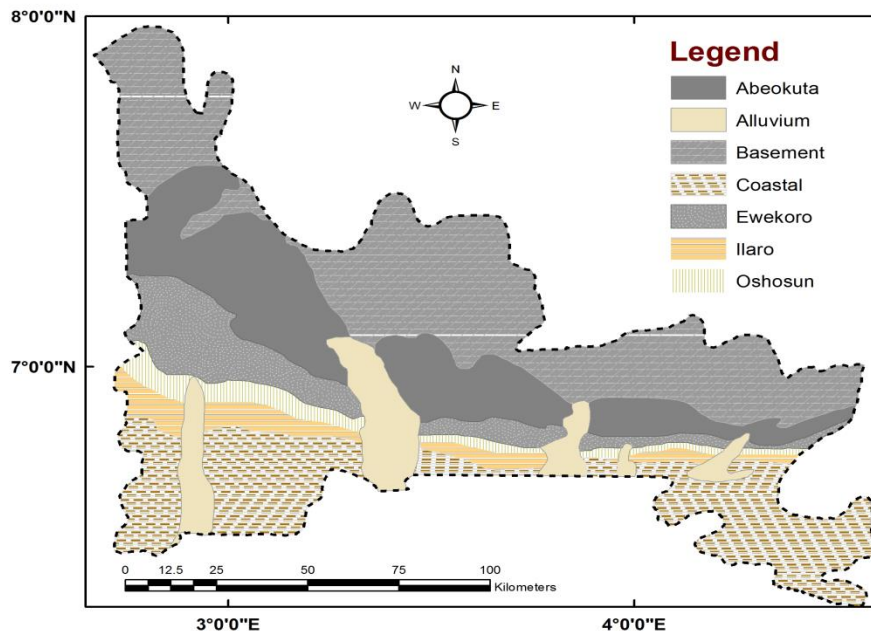 8°0'0"N
Legend
N
W E
S
Abeokuta
Alluvium
Basement
Coastal
Ewekoro
Ilaro
Oshosun
7°0'0"N
0 12.5 25 50 75 100
Kilometers
3°0'0"E 4°0'0"E